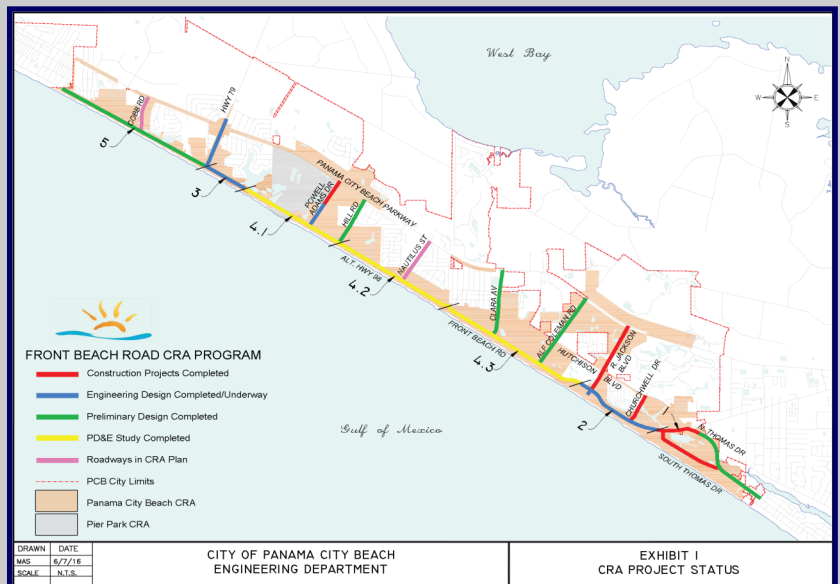 West Bay
N
W
E
S
COBB RD
HWY 79
5
3
PANAMA CITY BEACH PARKWAY
POWELL
ADAMS DR
HILL RD
4.1
ALT. HWY 98
NAUTILUS ST
4.2
CLARA AV
FRONT BEACH RD
ALF COLEMAN RD
4.3
HUTCHISON
BLVD
R. JACKSON
BLVD
CHURCHWELL DR
2
1
N. THOMAS DR
SOUTH THOMAS DR
Gulf of Mexico
FRONT BEACH ROAD CRA PROGRAM
Construction Projects Completed
Engineering Design Completed/Underway
Preliminary Design Completed
PD&E Study Completed
Roadways in CRA Plan
PCB City Limits
Panama City Beach CRA
Pier Park CRA
DRAWN DATE
MAS 6/7/16
SCALE N.T.S.
CITY OF PANAMA CITY BEACH
ENGINEERING DEPARTMENT
EXHIBIT I
CRA PROJECT STATUS